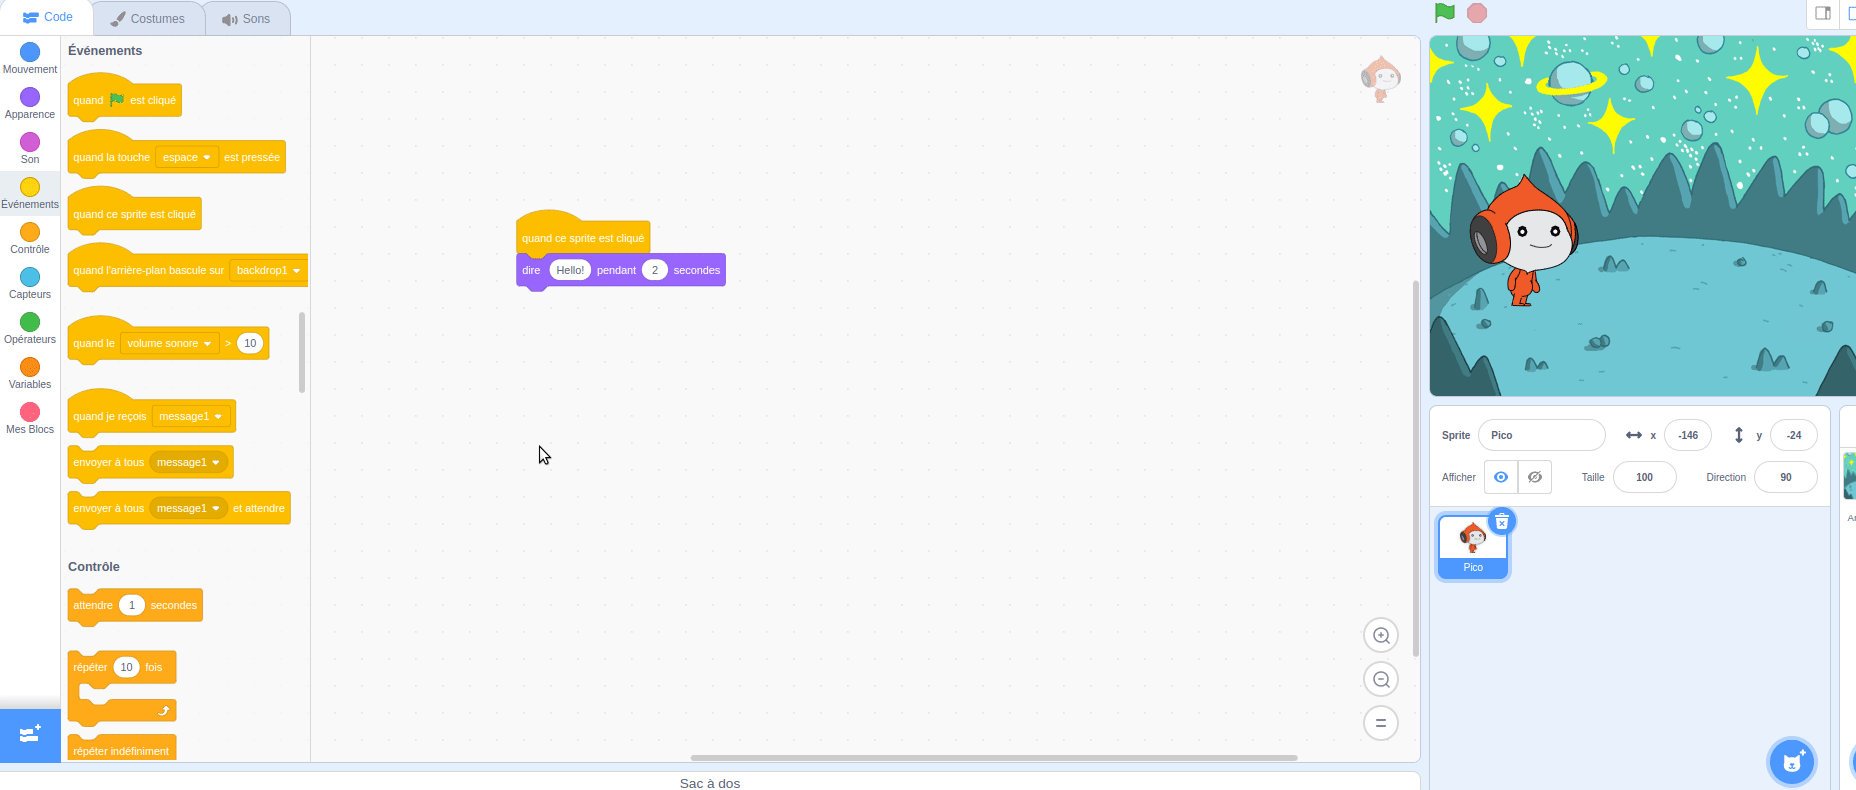 Code
Costumes
Sons
Mouvement
Apparence
Son
Événements
Contrôle
Capteurs
Opérateurs
Variables
Mes Blocs
Événements
quand est cliqué
quand la touche espace est pressée
quand ce sprite est cliqué
quand l'arrière-plan bascule sur backdrop1
quand le volume sonore > 10
quand je reçois message1
envoyer à tous message1
envoyer à tous message1 et attendre
Contrôle
attendre 1 secondes
répéter 10 fois
répéter indéfiniment
quand ce sprite est cliqué
dire Hello! pendant 2 secondes
Sac à dos
Sprite Pico x -146 y -24
Afficher Taille 100 Direction 90
Pico